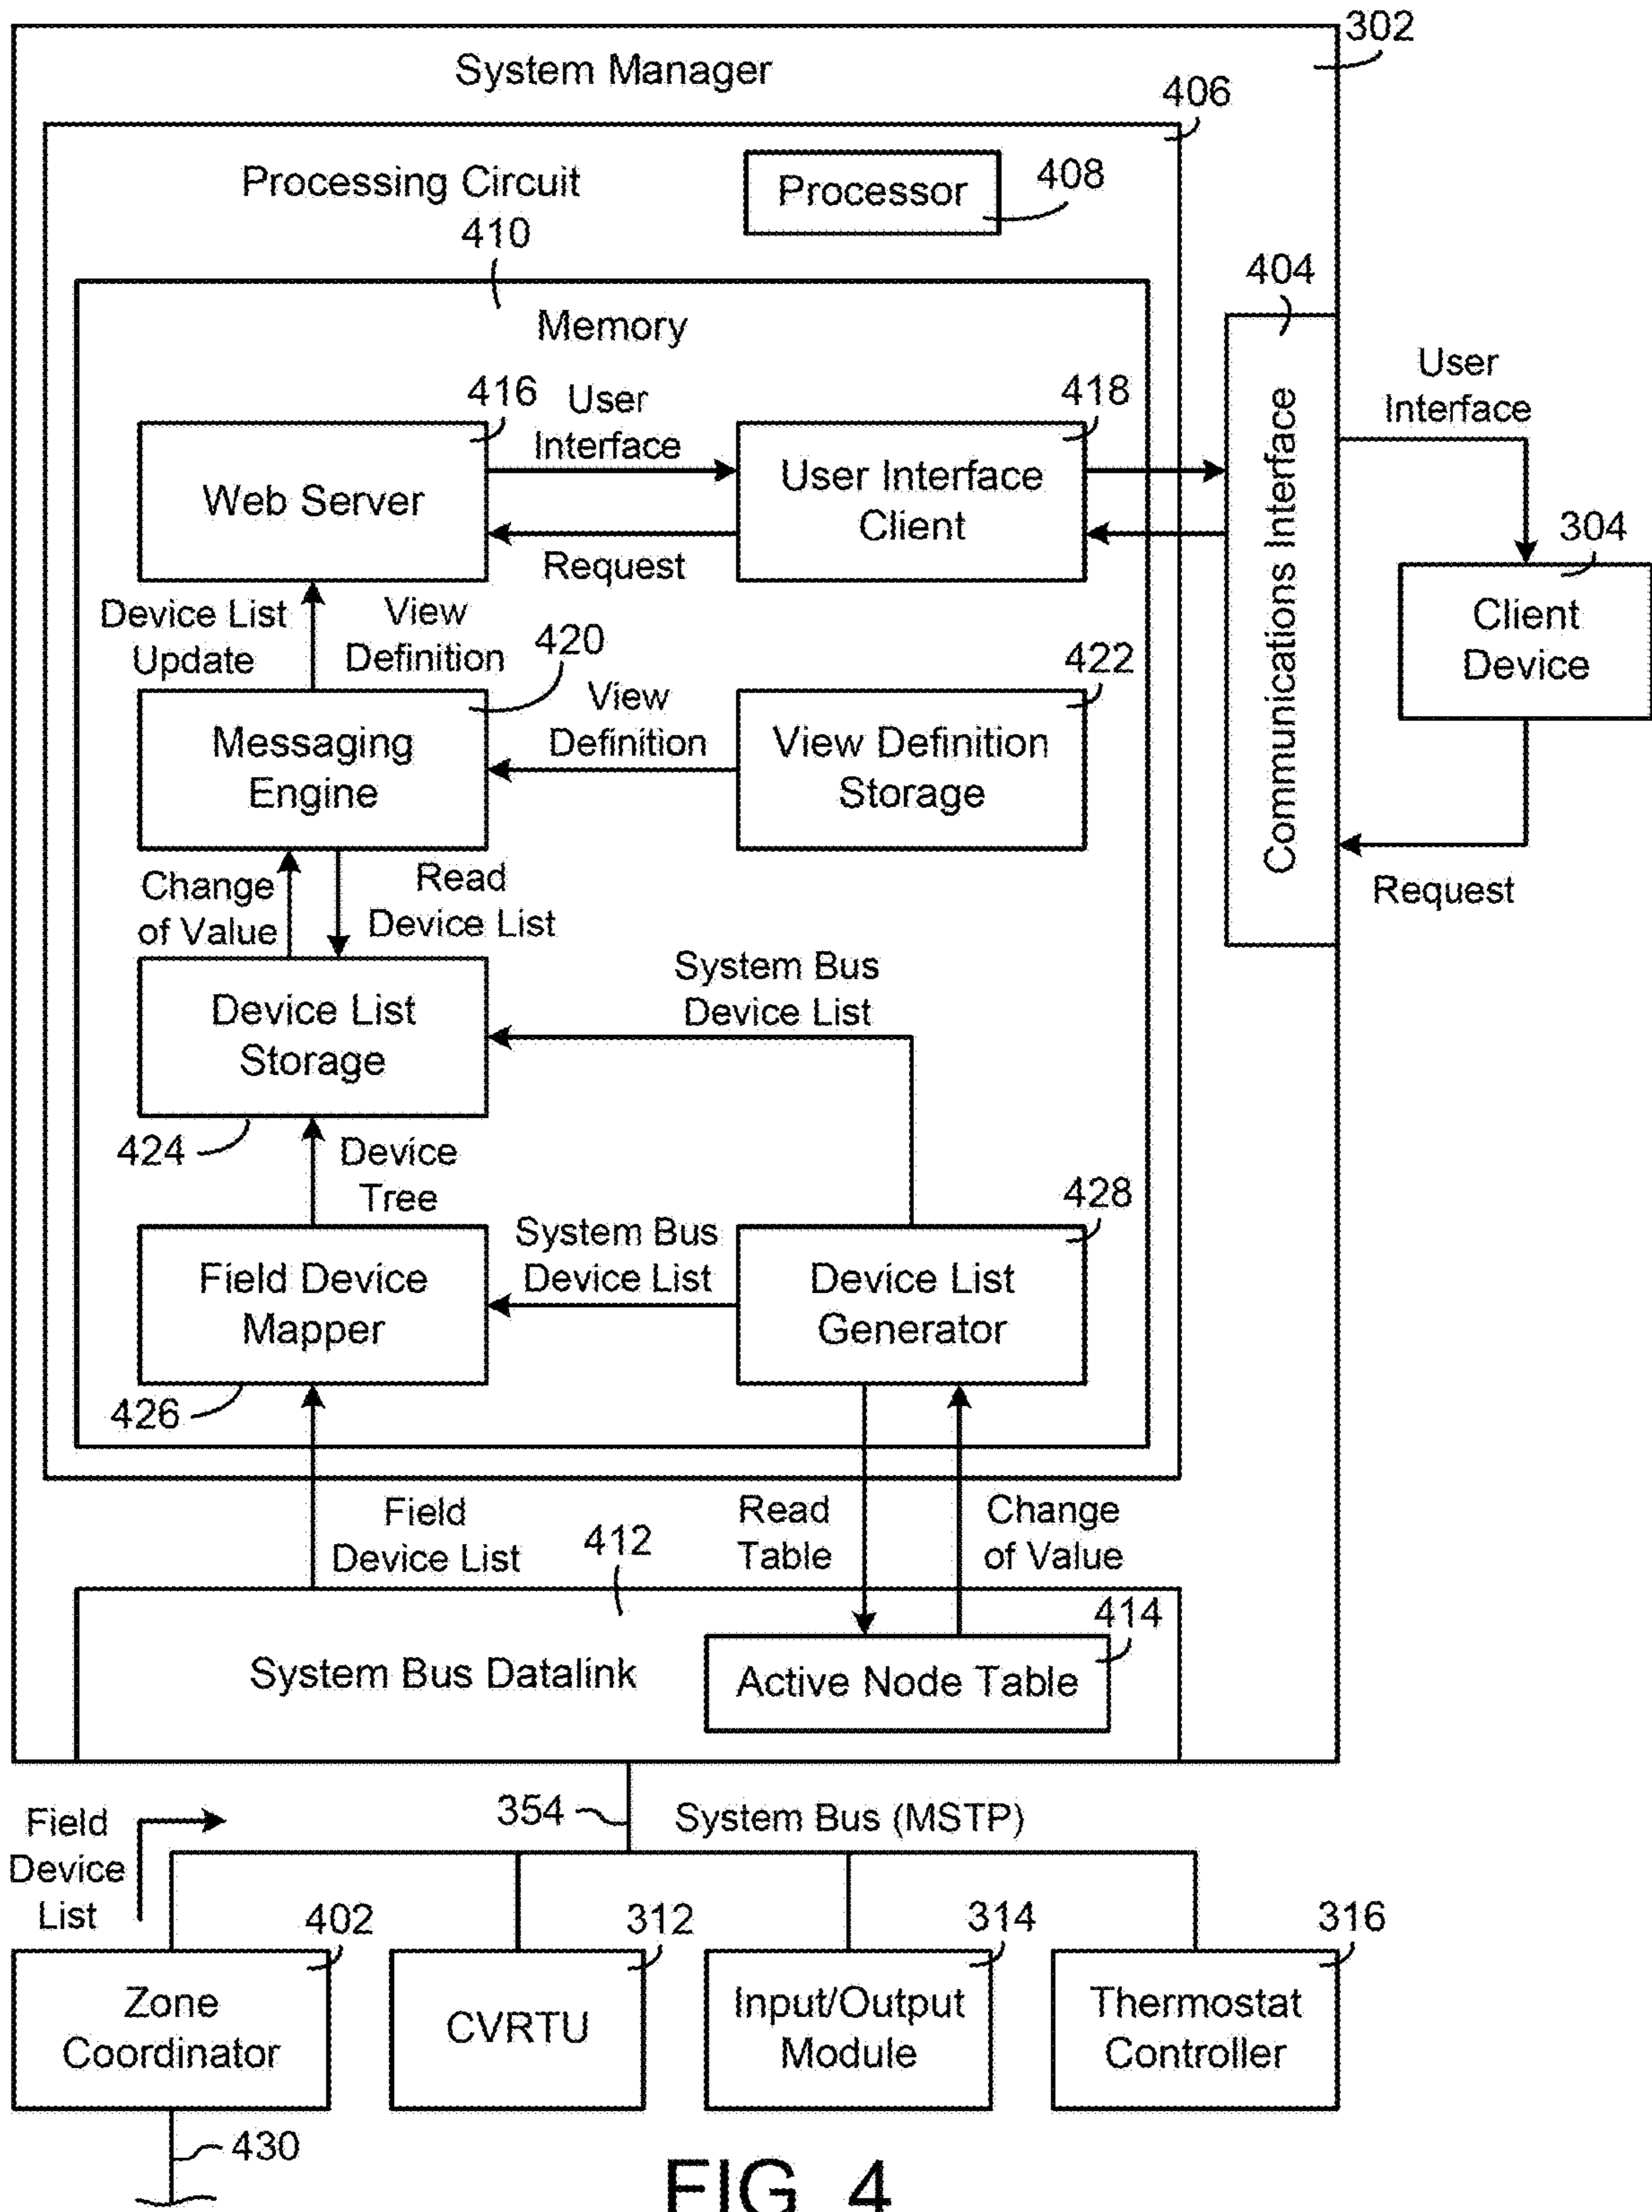 302
System Manager
406
Processing Circuit
Processor
408
410
Memory
404
Communications Interface
User
Interface
304
Client
Device
Request
416
User
Interface
418
Web Server
User Interface
Client
Request
Device List
Update
View
Definition
420
View
Definition
422
Messaging
Engine
View Definition
Storage
Change
of Value
Read
Device List
System Bus
Device List
Device List
Storage
424
Device
Tree
428
System Bus
Device List
Field Device
Mapper
Device List
Generator
426
Field
Device List
412
Read
Table
Change
of Value
414
System Bus Datalink
Active Node Table
354
System Bus (MSTP)
Field
Device
List
402
312
314
316
Zone
Coordinator
CVRTU
Input/Output
Module
Thermostat
Controller
430
FIG. 4